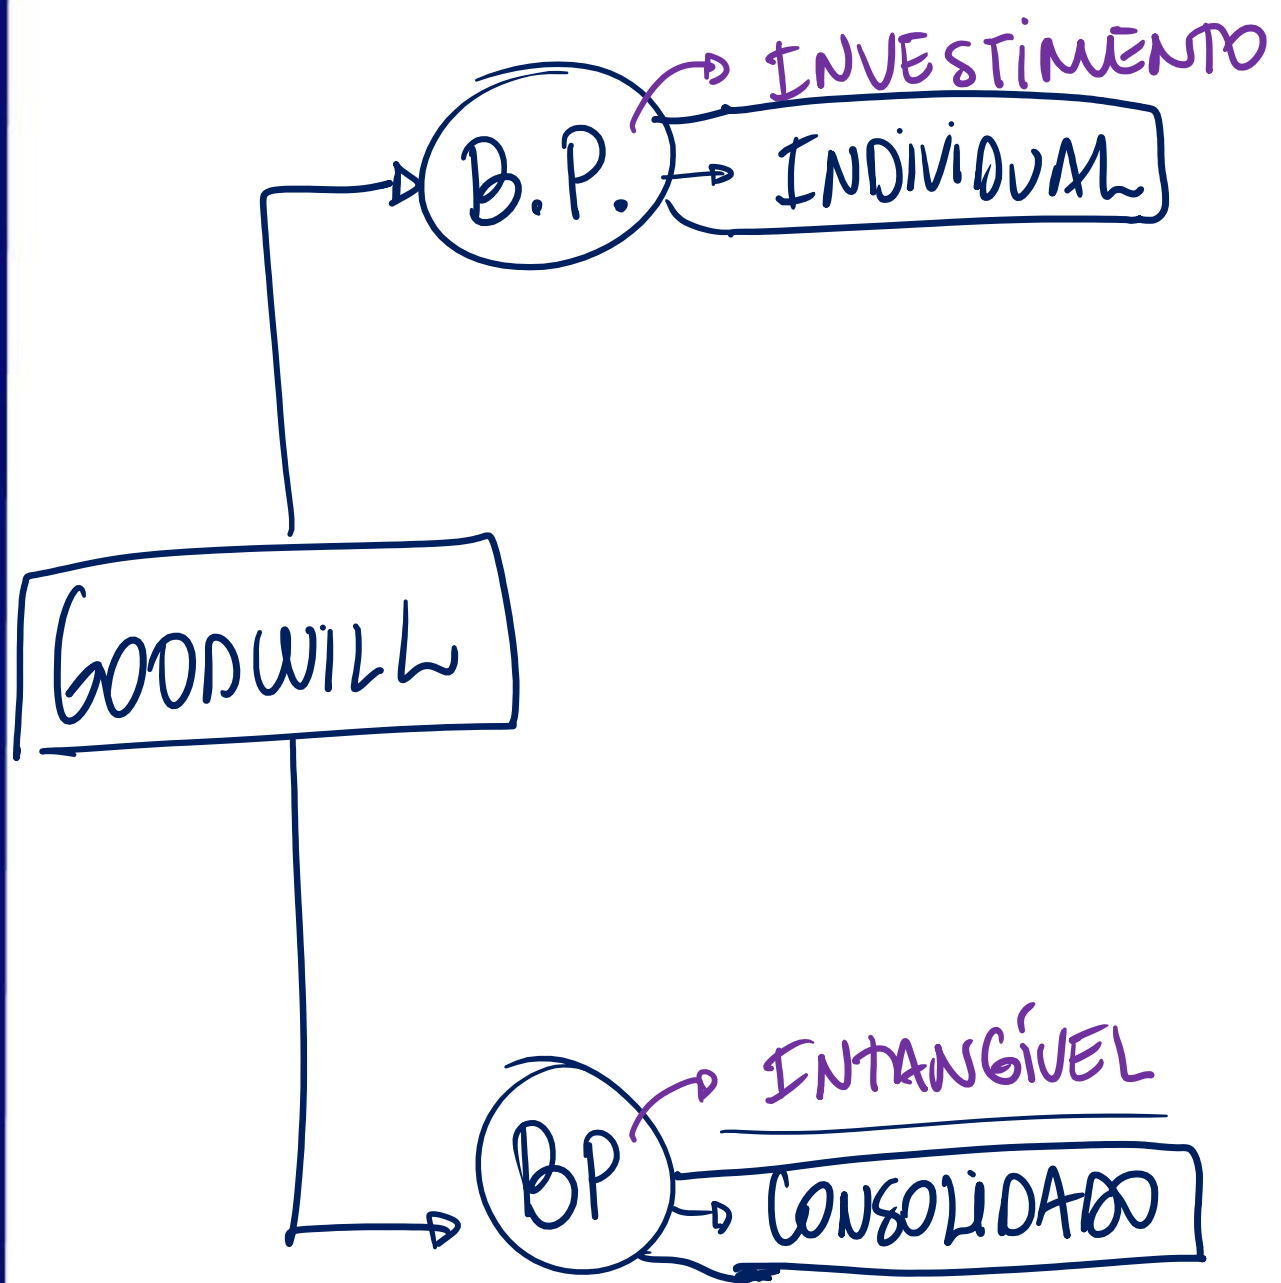 INVESTIMENTO
B.P.
INDIVIDUAL
GOODWILL
INTANGÍVEL
BP
CONSOLIDADO